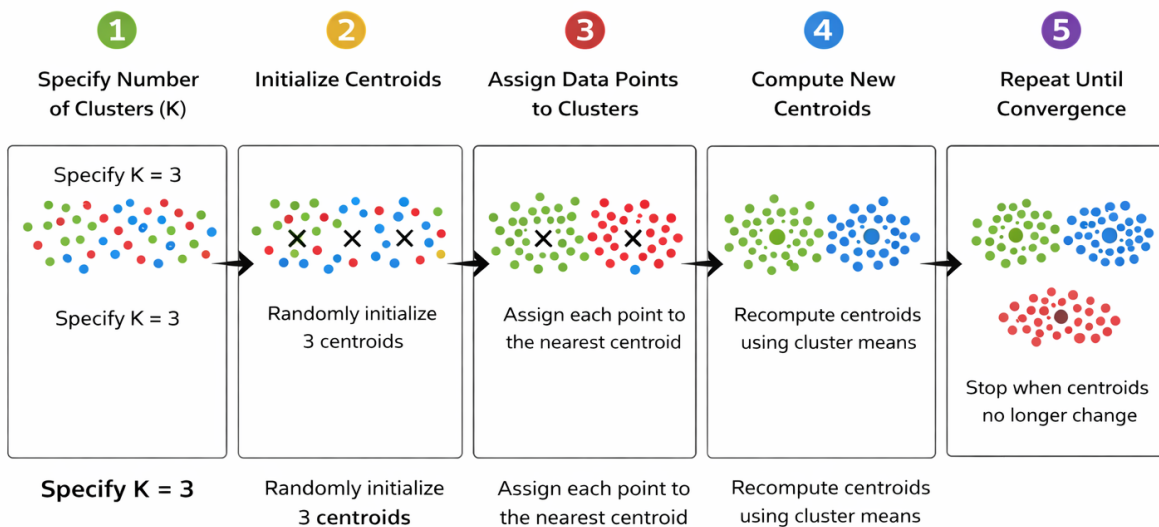 1
2
3
4
5
Specify Number
of Clusters (K)
Initialize Centroids
Assign Data Points
to Clusters
Compute New
Centroids
Repeat Until
Convergence
Specify K = 3
Specify K = 3
Randomly initialize
3 centroids
Assign each point to
the nearest centroid
Recompute centroids
using cluster means
Stop when centroids
no longer change
Specify K = 3
Randomly initialize
3 centroids
Assign each point to
the nearest centroid
Recompute centroids
using cluster means